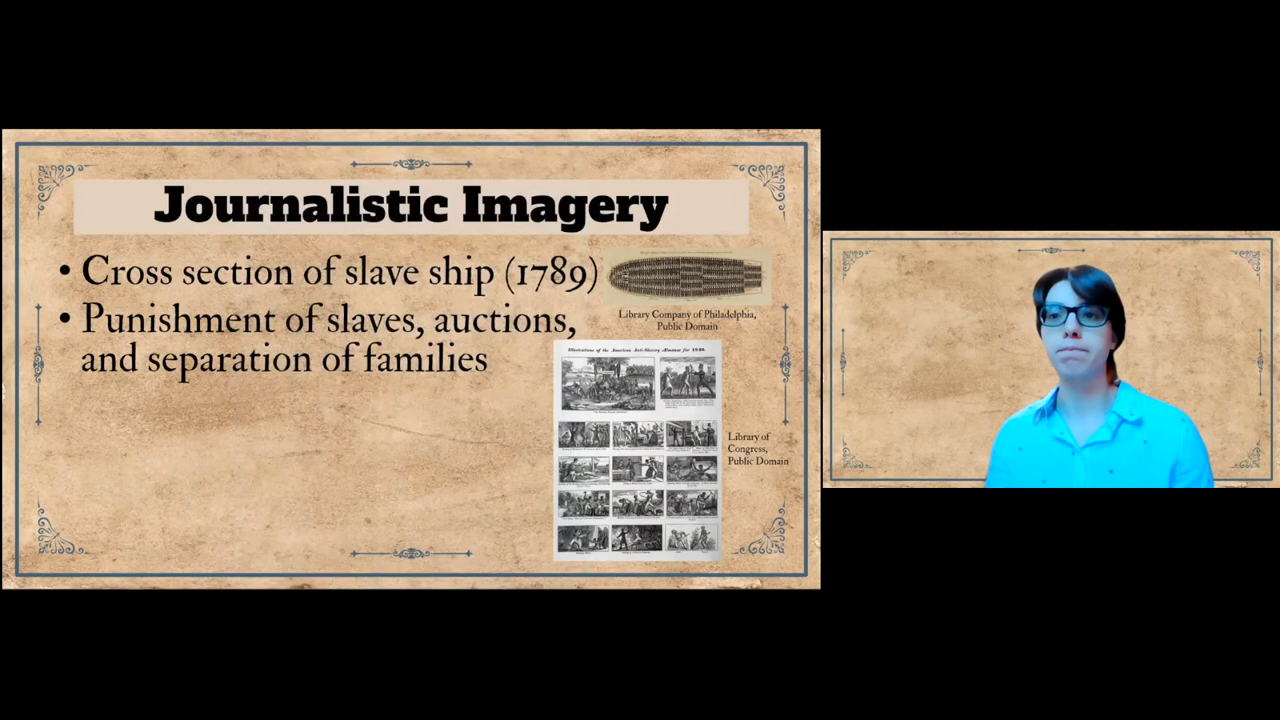 Journalistic Imagery
• Cross section of slave ship (1789)
• Punishment of slaves, auctions,
and separation of families
Library Company of Philadelphia,
Public Domain
Illustrations of the American Anti-Slavery Almanac for 1840.
Library of
Congress,
Public Domain